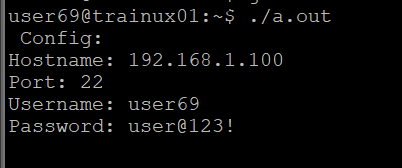 user69@trainux01:~$ ./a.out
 Config:
Hostname: 192.168.1.100
Port: 22
Username: user69
Password: user@123!